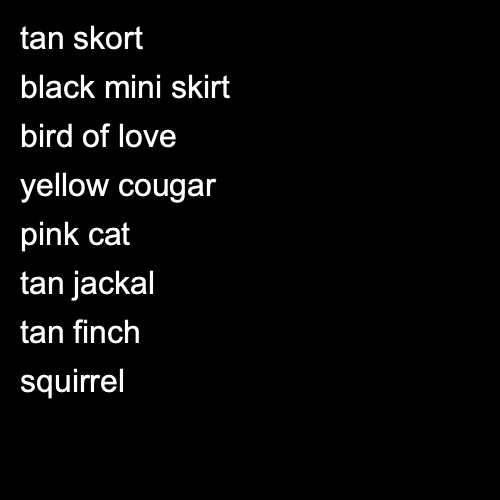 tan skort
black mini skirt
bird of love
yellow cougar
pink cat
tan jackal
tan finch
squirrel